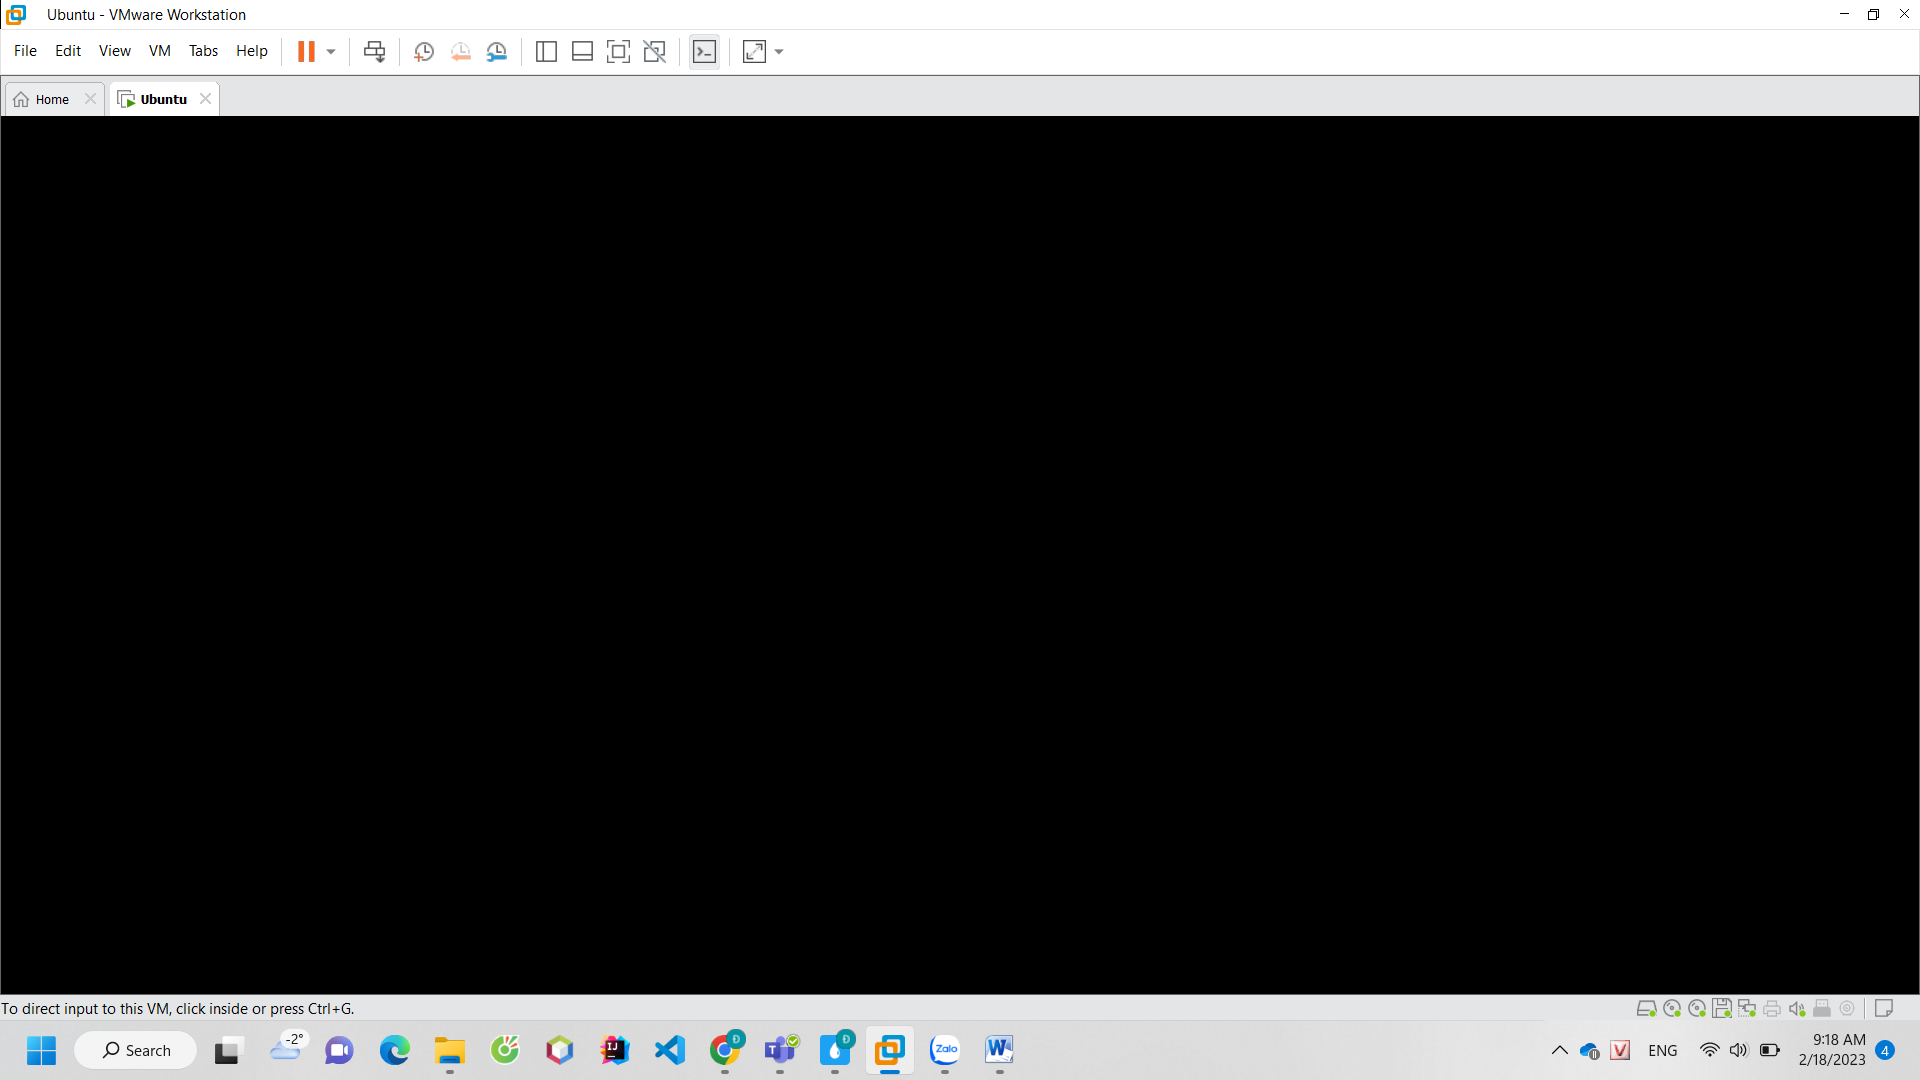 Ubuntu - VMware Workstation
File Edit View VM Tabs Help
Home Ubuntu
To direct input to this VM, click inside or press Ctrl+G.
Search
-2°
IJ
Đ
T
Đ
Zalo
W
V
ENG
9:18 AM
2/18/2023
4